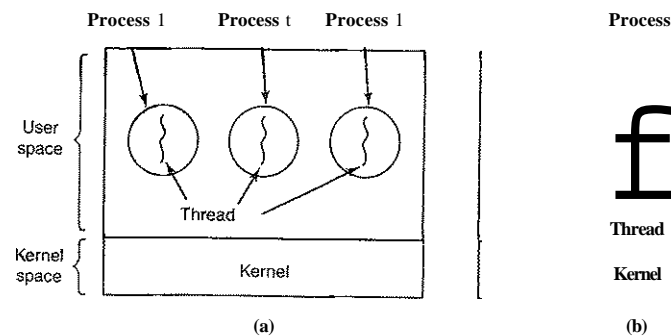 Process 1 Process t Process 1 Process
User
space
Thread
Kernel
space
Kernel
(a)
£
Thread
Kernel
(b)